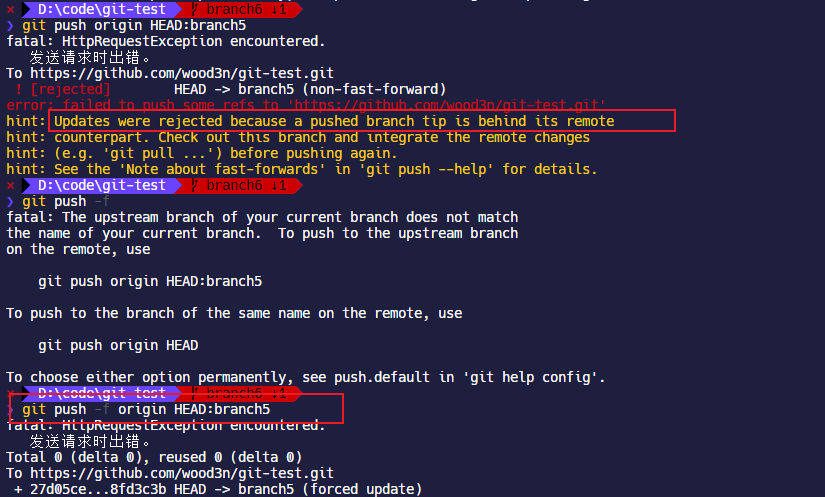 × D:\code\git-test branch6 ↓1
❯ git push origin HEAD:branch5
fatal: HttpRequestException encountered.
发送请求时出错。
To https://github.com/wood3n/git-test.git
! [rejected] HEAD -> branch5 (non-fast-forward)
error: failed to push some refs to 'https://github.com/wood3n/git-test.git'
hint: Updates were rejected because a pushed branch tip is behind its remote
hint: counterpart. Check out this branch and integrate the remote changes
hint: (e.g. 'git pull ...') before pushing again.
hint: See the 'Note about fast-forwards' in 'git push --help' for details.
× D:\code\git-test branch6 ↓1
❯ git push -f
fatal: The upstream branch of your current branch does not match
the name of your current branch.  To push to the upstream branch
on the remote, use
git push origin HEAD:branch5
To push to the branch of the same name on the remote, use
git push origin HEAD
To choose either option permanently, see push.default in 'git help config'.
× D:\code\git-test branch6 ↓1
❯ git push -f origin HEAD:branch5
fatal: HttpRequestException encountered.
发送请求时出错。
Total 0 (delta 0), reused 0 (delta 0)
To https://github.com/wood3n/git-test.git
+ 27d05ce...8fd3c3b HEAD -> branch5 (forced update)